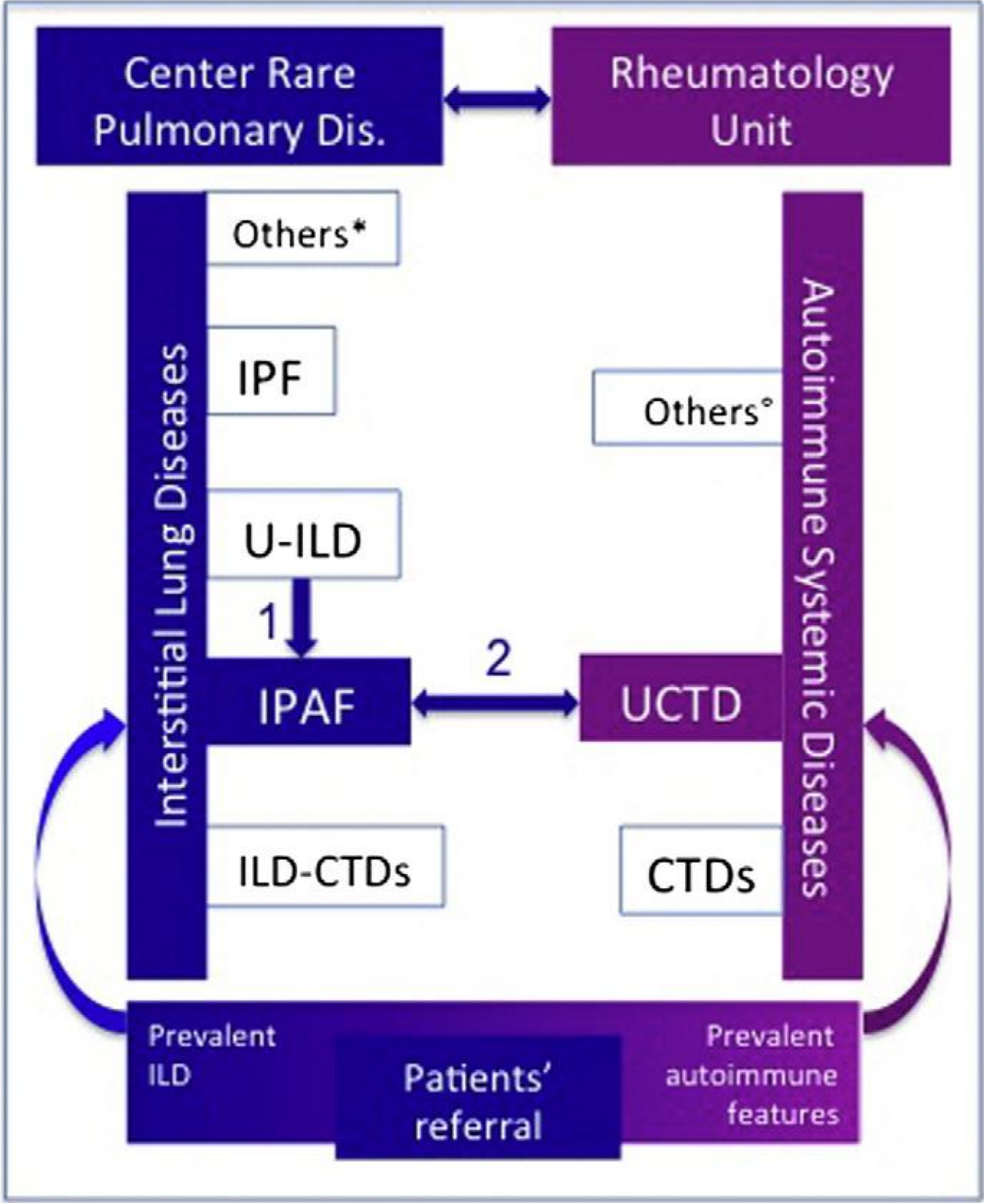 Center Rare
Pulmonary Dis.
Rheumatology
Unit
Interstitial Lung Diseases
Others*
IPF
U-ILD
1
IPAF
ILD-CTDs
2
Autoimmune Systemic Diseases
Others°
UCTD
CTDs
Prevalent
ILD
Patients’
referral
Prevalent
autoimmune
features